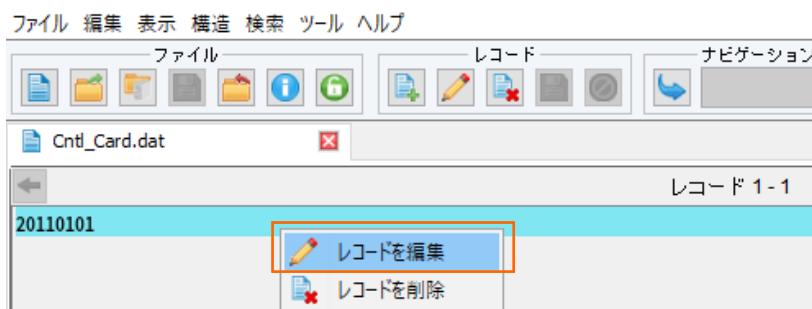 ファイル 編集 表示 構造 検索 ツール ヘルプ
ファイル レコード ナビゲーション
Cntl_Card.dat
レコード 1 - 1
20110101
レコードを編集
レコードを削除